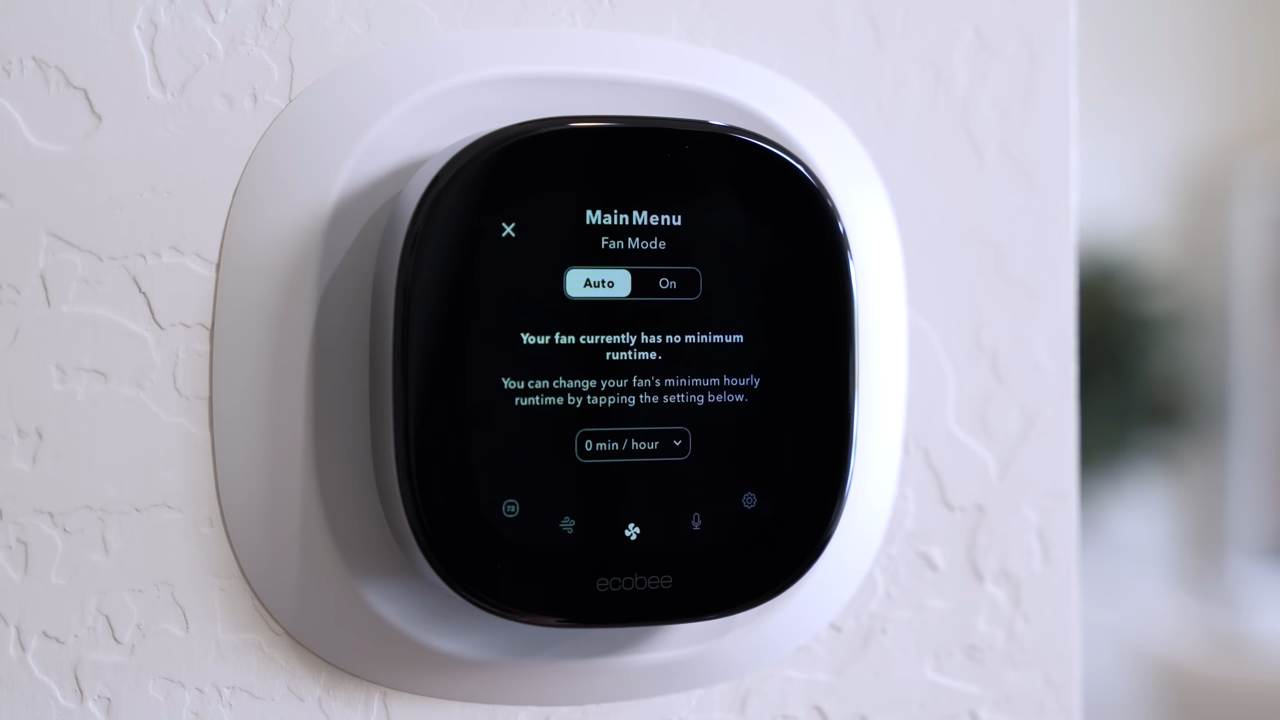 Main Menu
Fan Mode
Auto On
Your fan currently has no minimum
runtime.
You can change your fan's minimum hourly
runtime by tapping the setting below.
0 min / hour
72
ecobee